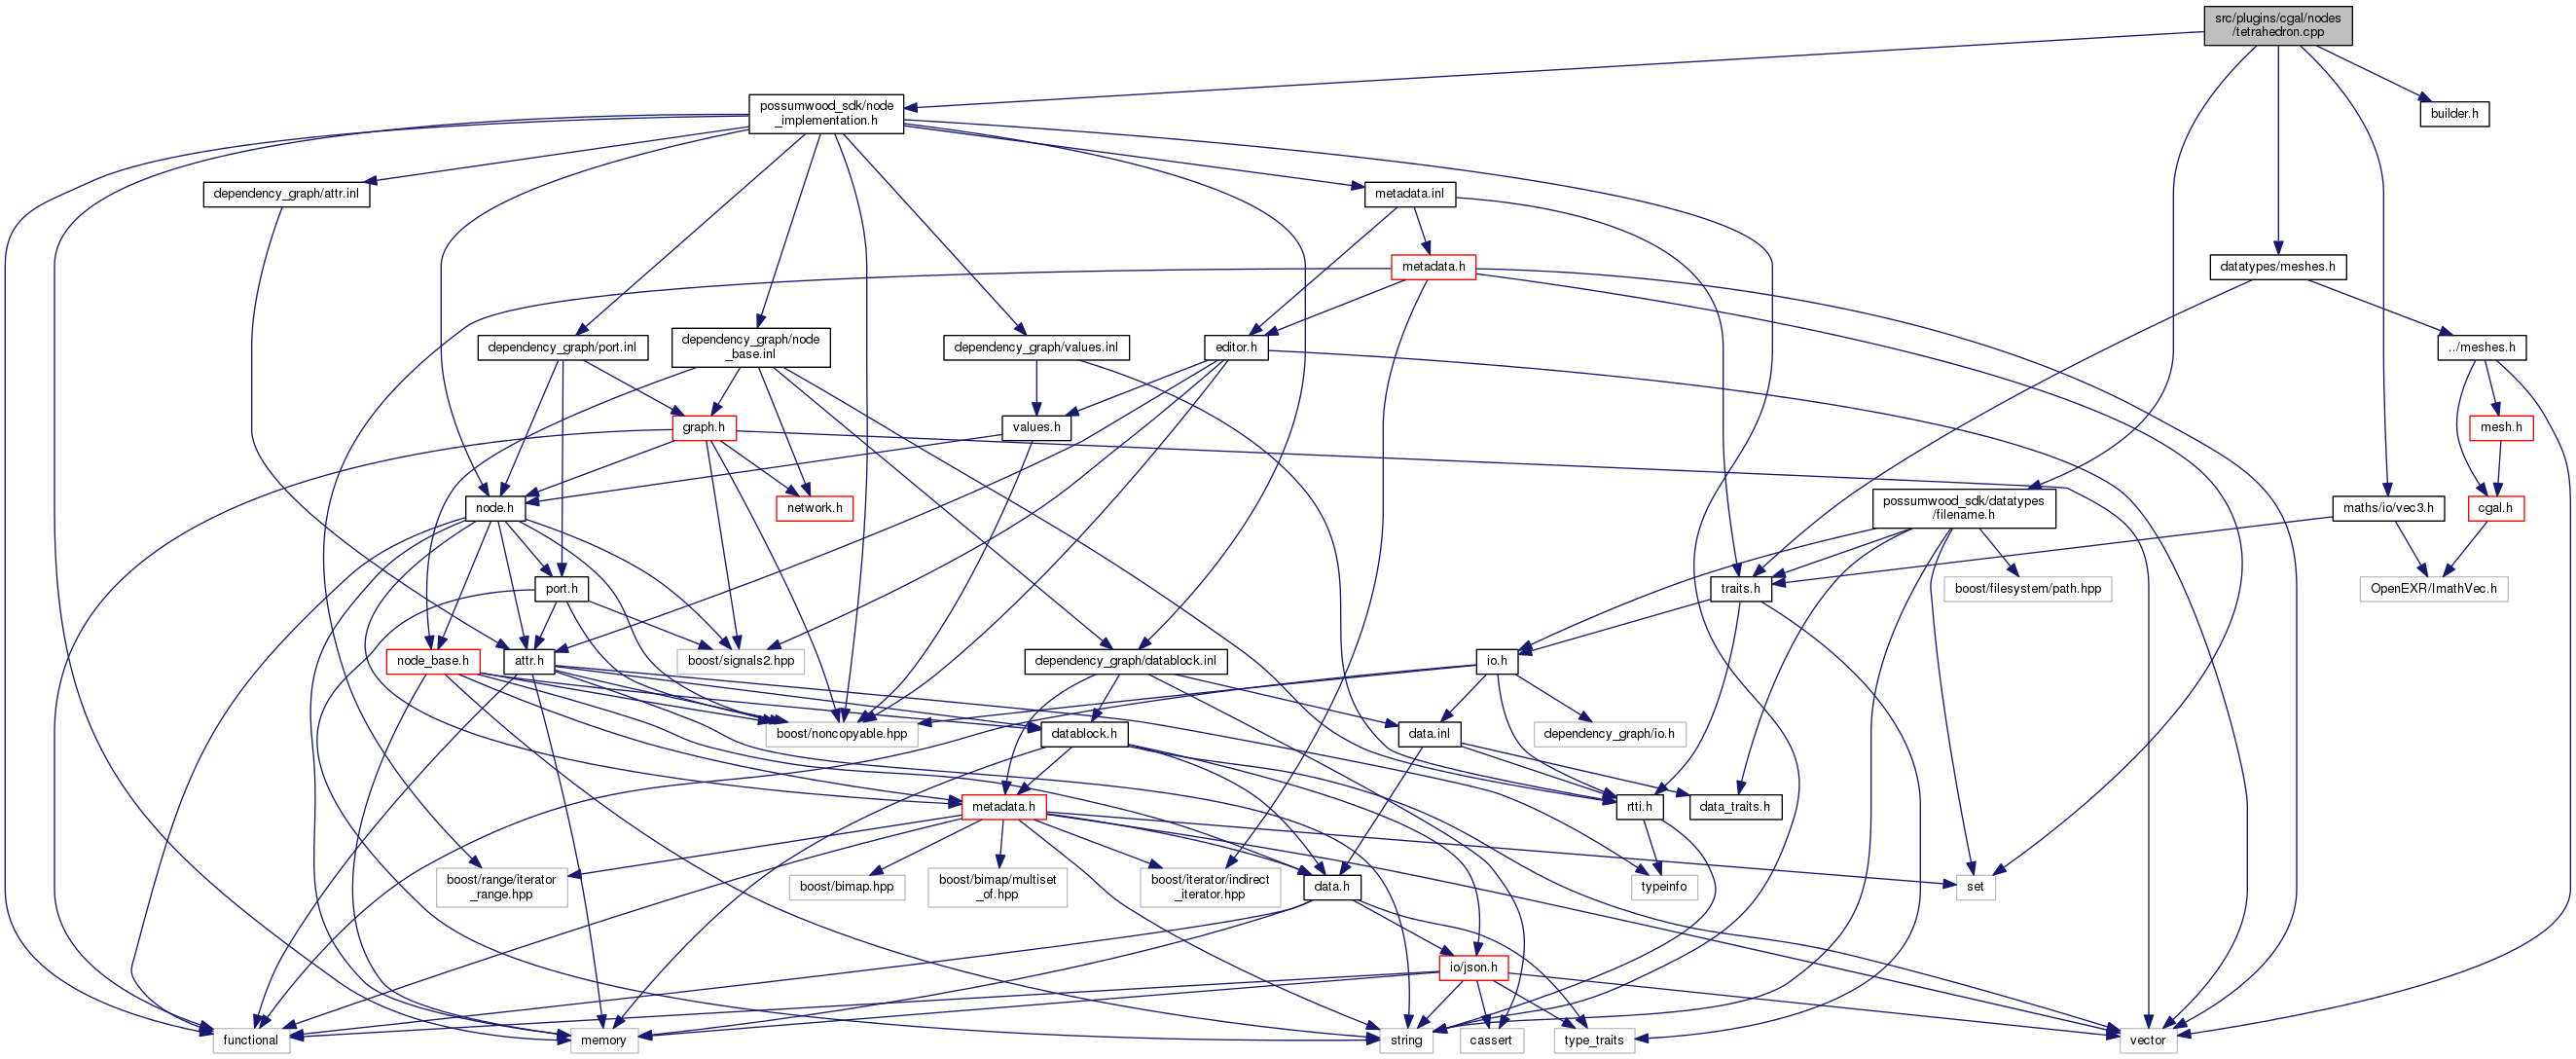 src/plugins/cgal/nodes
/tetrahedron.cpp
possumwood_sdk/node
_implementation.h
builder.h
dependency_graph/attr.inl
metadata.inl
metadata.h
datatypes/meshes.h
dependency_graph/port.inl
dependency_graph/node
_base.inl
dependency_graph/values.inl
editor.h
../meshes.h
graph.h
values.h
mesh.h
node.h
network.h
possumwood_sdk/datatypes
/filename.h
maths/io/vec3.h
cgal.h
port.h
traits.h
boost/filesystem/path.hpp
OpenEXR/ImathVec.h
node_base.h
attr.h
boost/signals2.hpp
dependency_graph/datablock.inl
io.h
boost/noncopyable.hpp
datablock.h
data.inl
dependency_graph/io.h
metadata.h
rtti.h
data_traits.h
boost/range/iterator
_range.hpp
boost/bimap.hpp
boost/bimap/multiset
_of.hpp
boost/iterator/indirect
_iterator.hpp
data.h
typeinfo
set
io/json.h
functional
memory
string
cassert
type_traits
vector